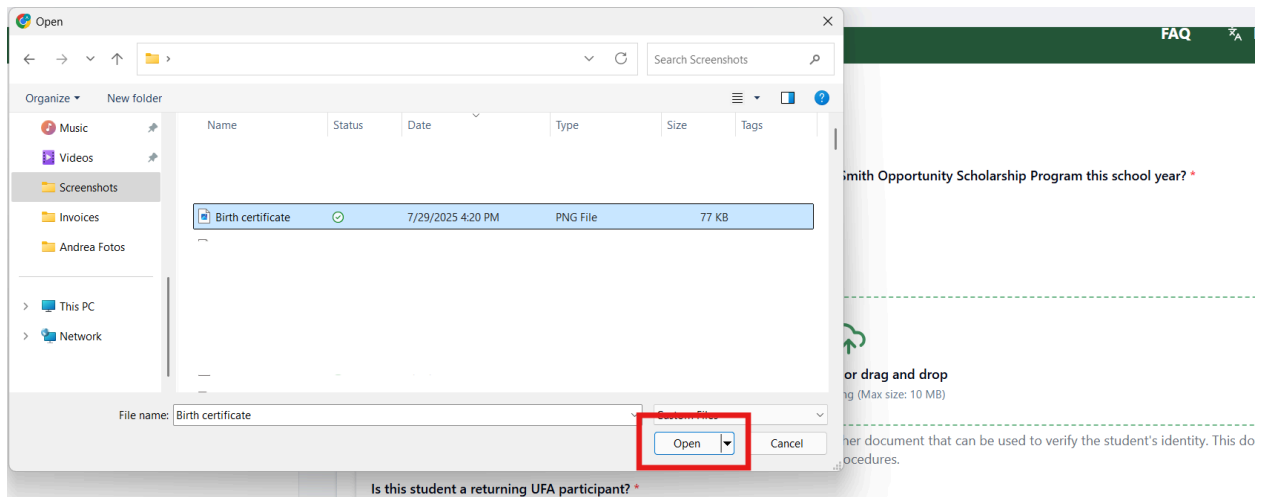 Open
FAQ
Search Screenshots
Organize
New folder
Name Status Date Type Size Tags
Music
Videos
Screenshots
Invoices
Andrea Fotos
This PC
Network
Birth certificate 7/29/2025 4:20 PM PNG File 77 KB
File name: Birth certificate
Custom Files
Open
Cancel
Smith Opportunity Scholarship Program this school year? *
or drag and drop
(Max size: 10 MB)
document that can be used to verify the student's identity. This
Is this student a returning UFA participant? *